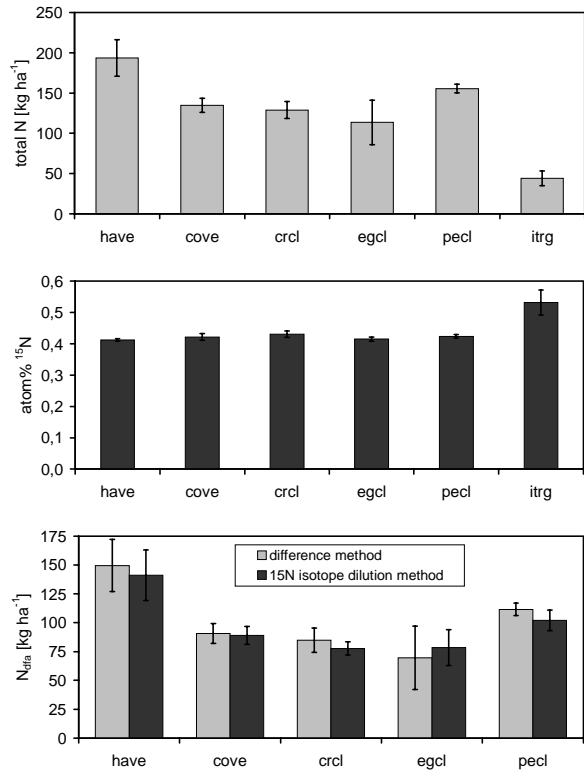 total N [kg ha-1]
250
200
150
100
50
0
have cove crcl egcl pecl itrg
atom% 15N
0,6
0,5
0,4
0,3
0,2
0,1
0,0
have cove crcl egcl pecl itrg
Ndfa [kg ha-1]
175
150
125
100
75
50
25
0
difference method
15N isotope dilution method
have cove crcl egcl pecl